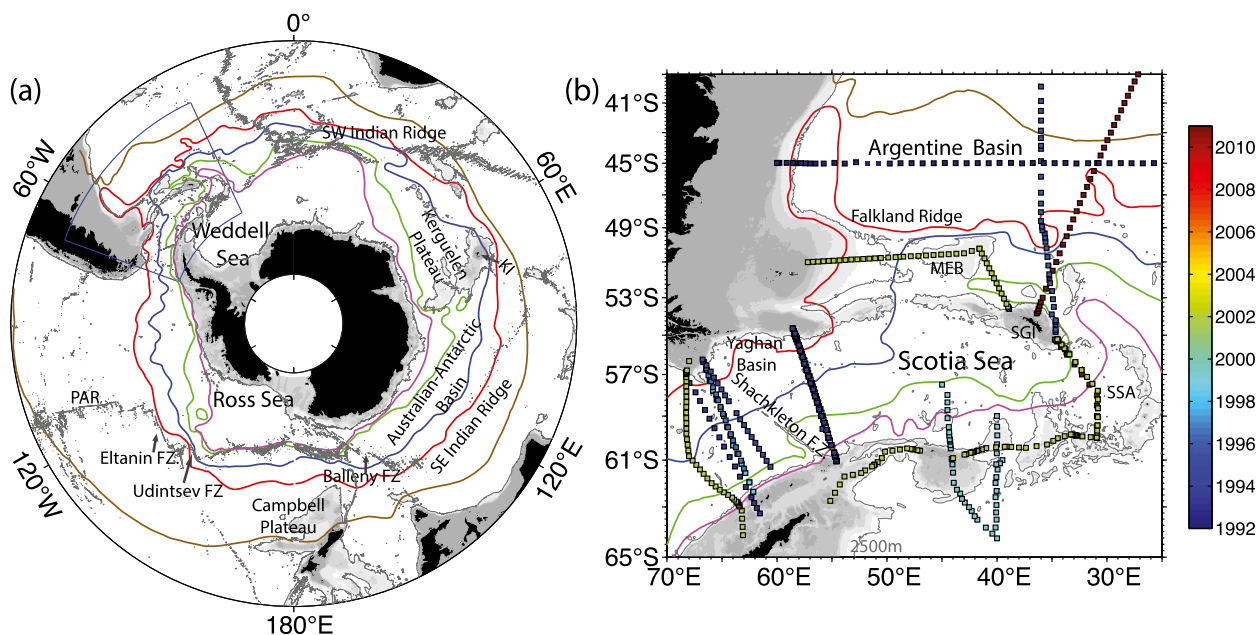 (a)
0°
60°W
60°E
SW Indian Ridge
Weddell
Sea
Kerguelen
Plateau
KI
Ross Sea
Australian-Antarctic
Basin
SE Indian Ridge
PAR
Eltanin FZ
Udintsev FZ
Balleny FZ
Campbell
Plateau
120°W
120°E
180°E
(b)
41°S
45°S
49°S
53°S
57°S
61°S
65°S
Argentine Basin
Falkland Ridge
MEB
SGI
Yaghan
Basin
Scotia Sea
Shachkleton FZ
SSA
2500m
70°E
60°E
50°E
40°E
30°E
2010
2008
2006
2004
2002
2000
1998
1996
1994
1992